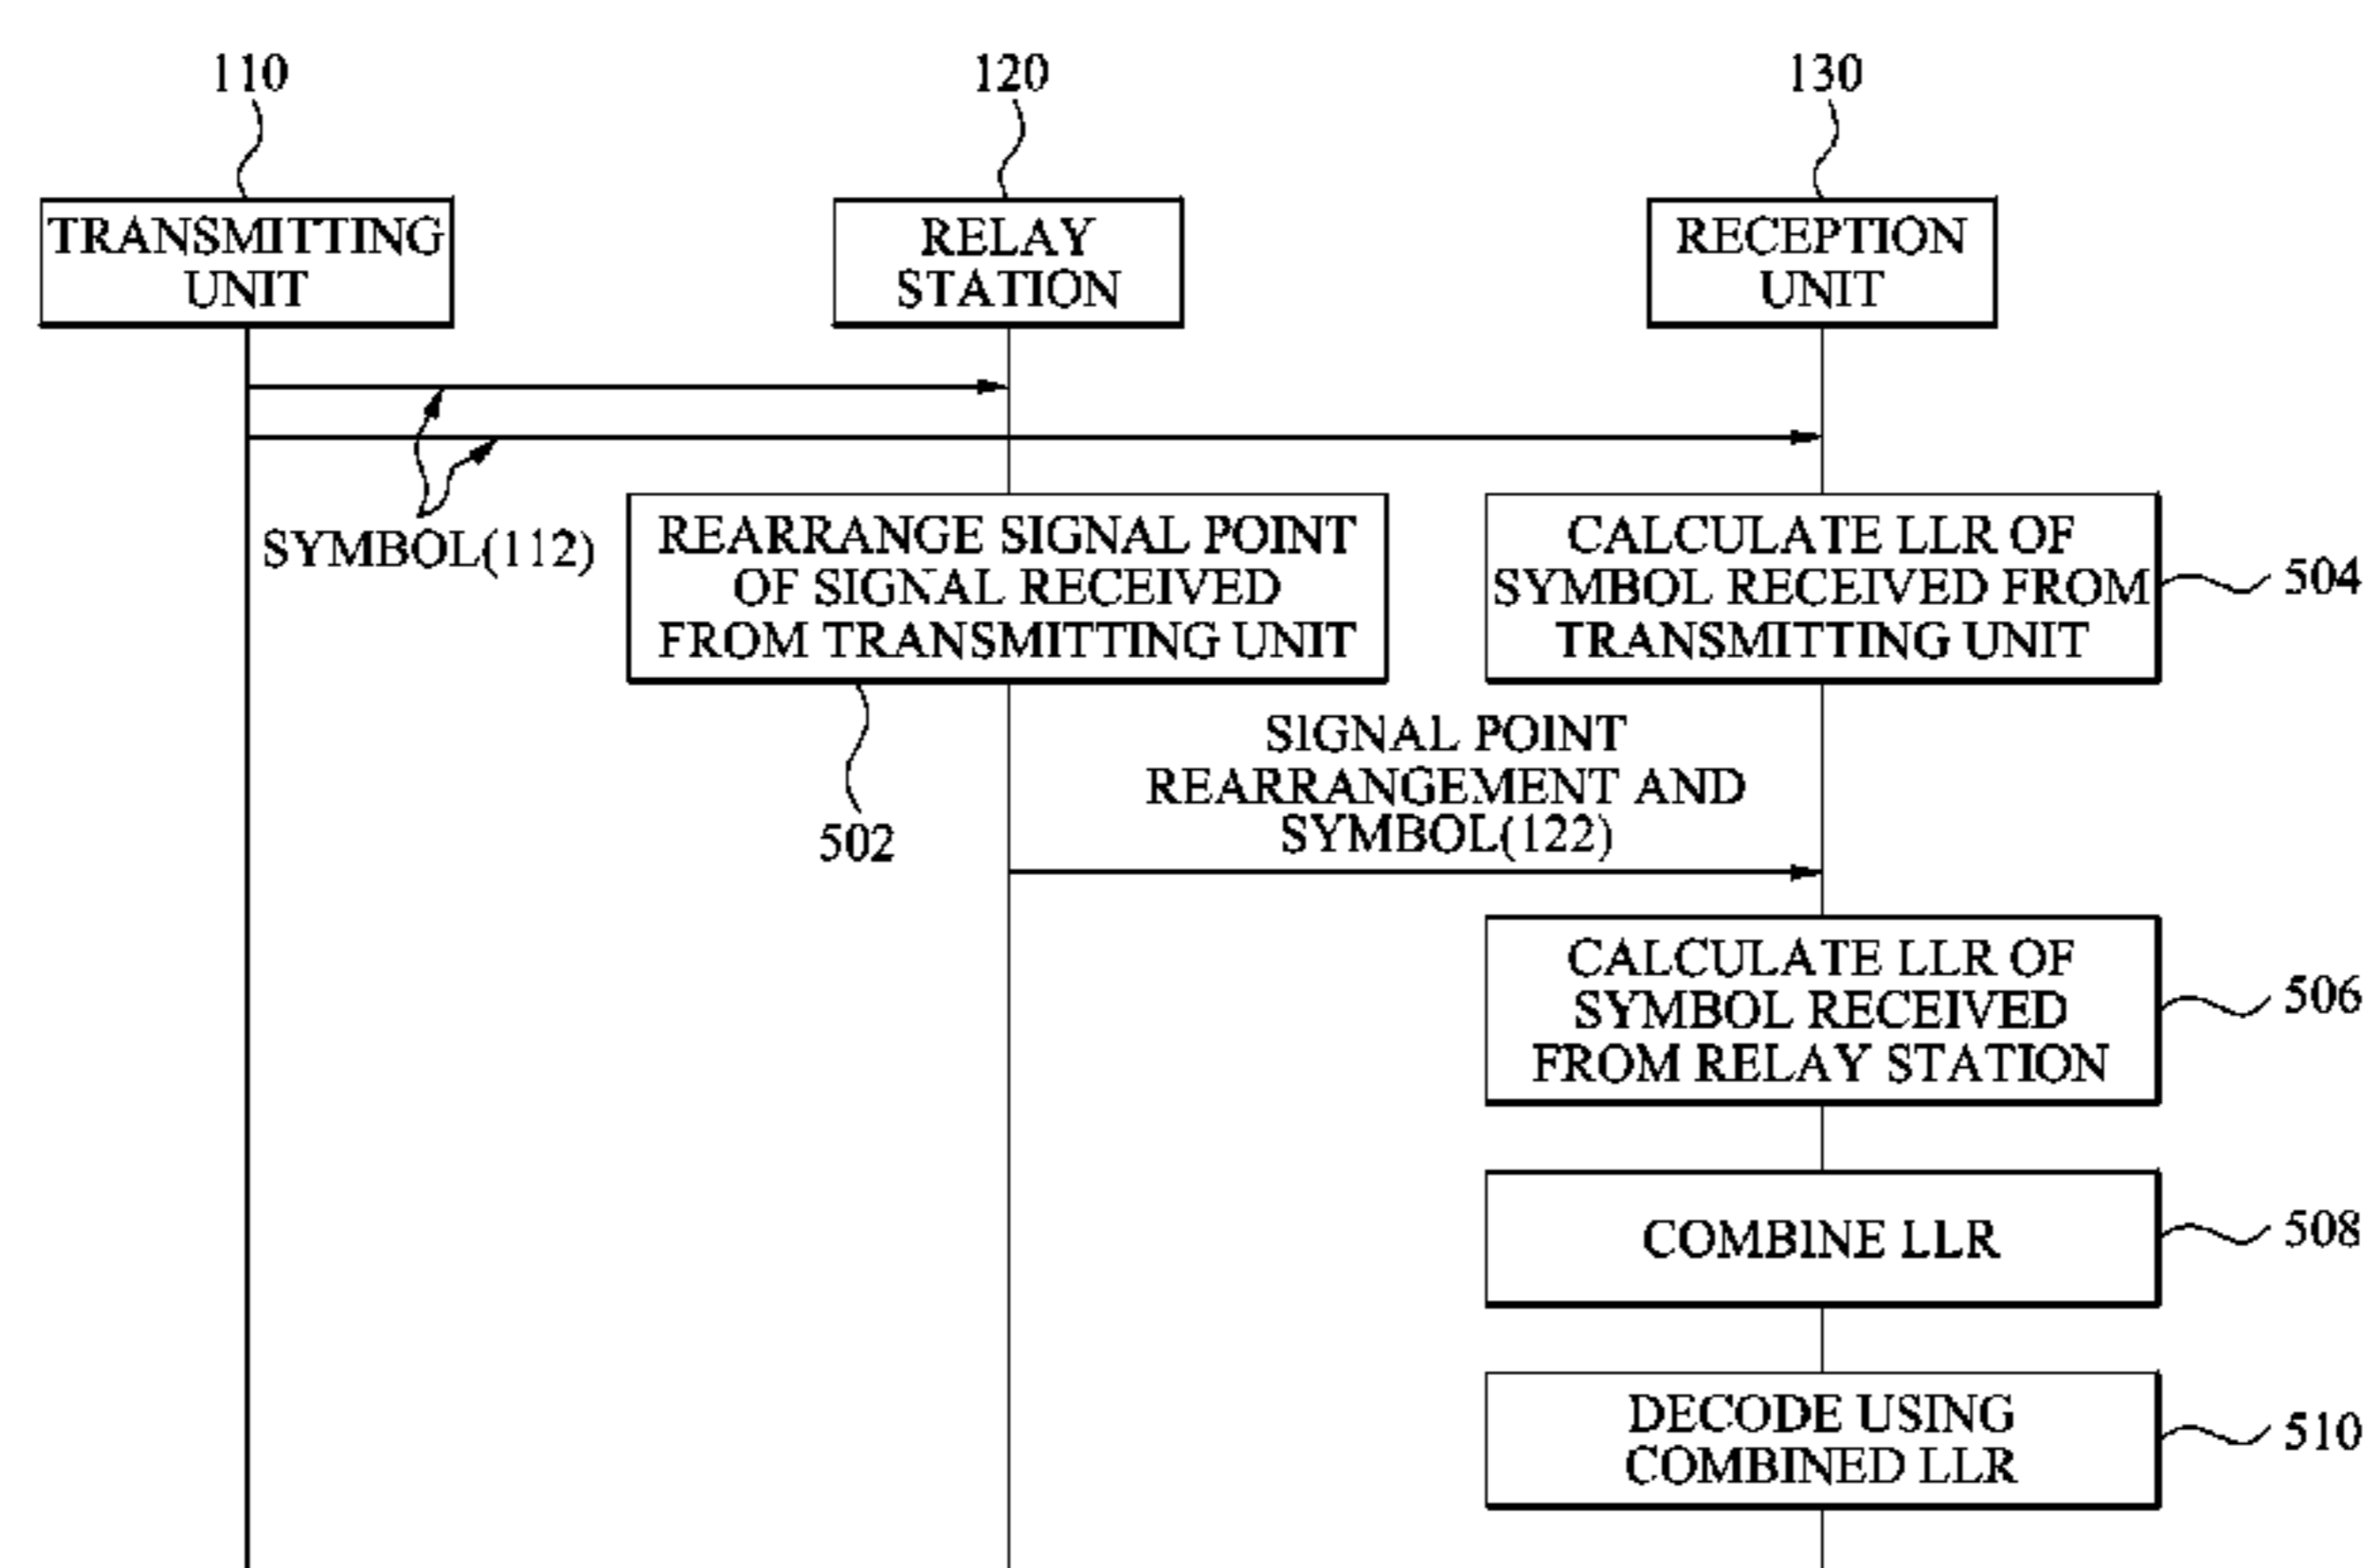 110
120
130
TRANSMITTING
UNIT
RELAY
STATION
RECEPTION
UNIT
SYMBOL(112)
REARRANGE SIGNAL POINT
OF SIGNAL RECEIVED
FROM TRANSMITTING UNIT
502
CALCULATE LLR OF
SYMBOL RECEIVED FROM
TRANSMITTING UNIT
504
SIGNAL POINT
REARRANGEMENT AND
SYMBOL(122)
CALCULATE LLR OF
SYMBOL RECEIVED
FROM RELAY STATION
506
COMBINE LLR
508
DECODE USING
COMBINED LLR
510